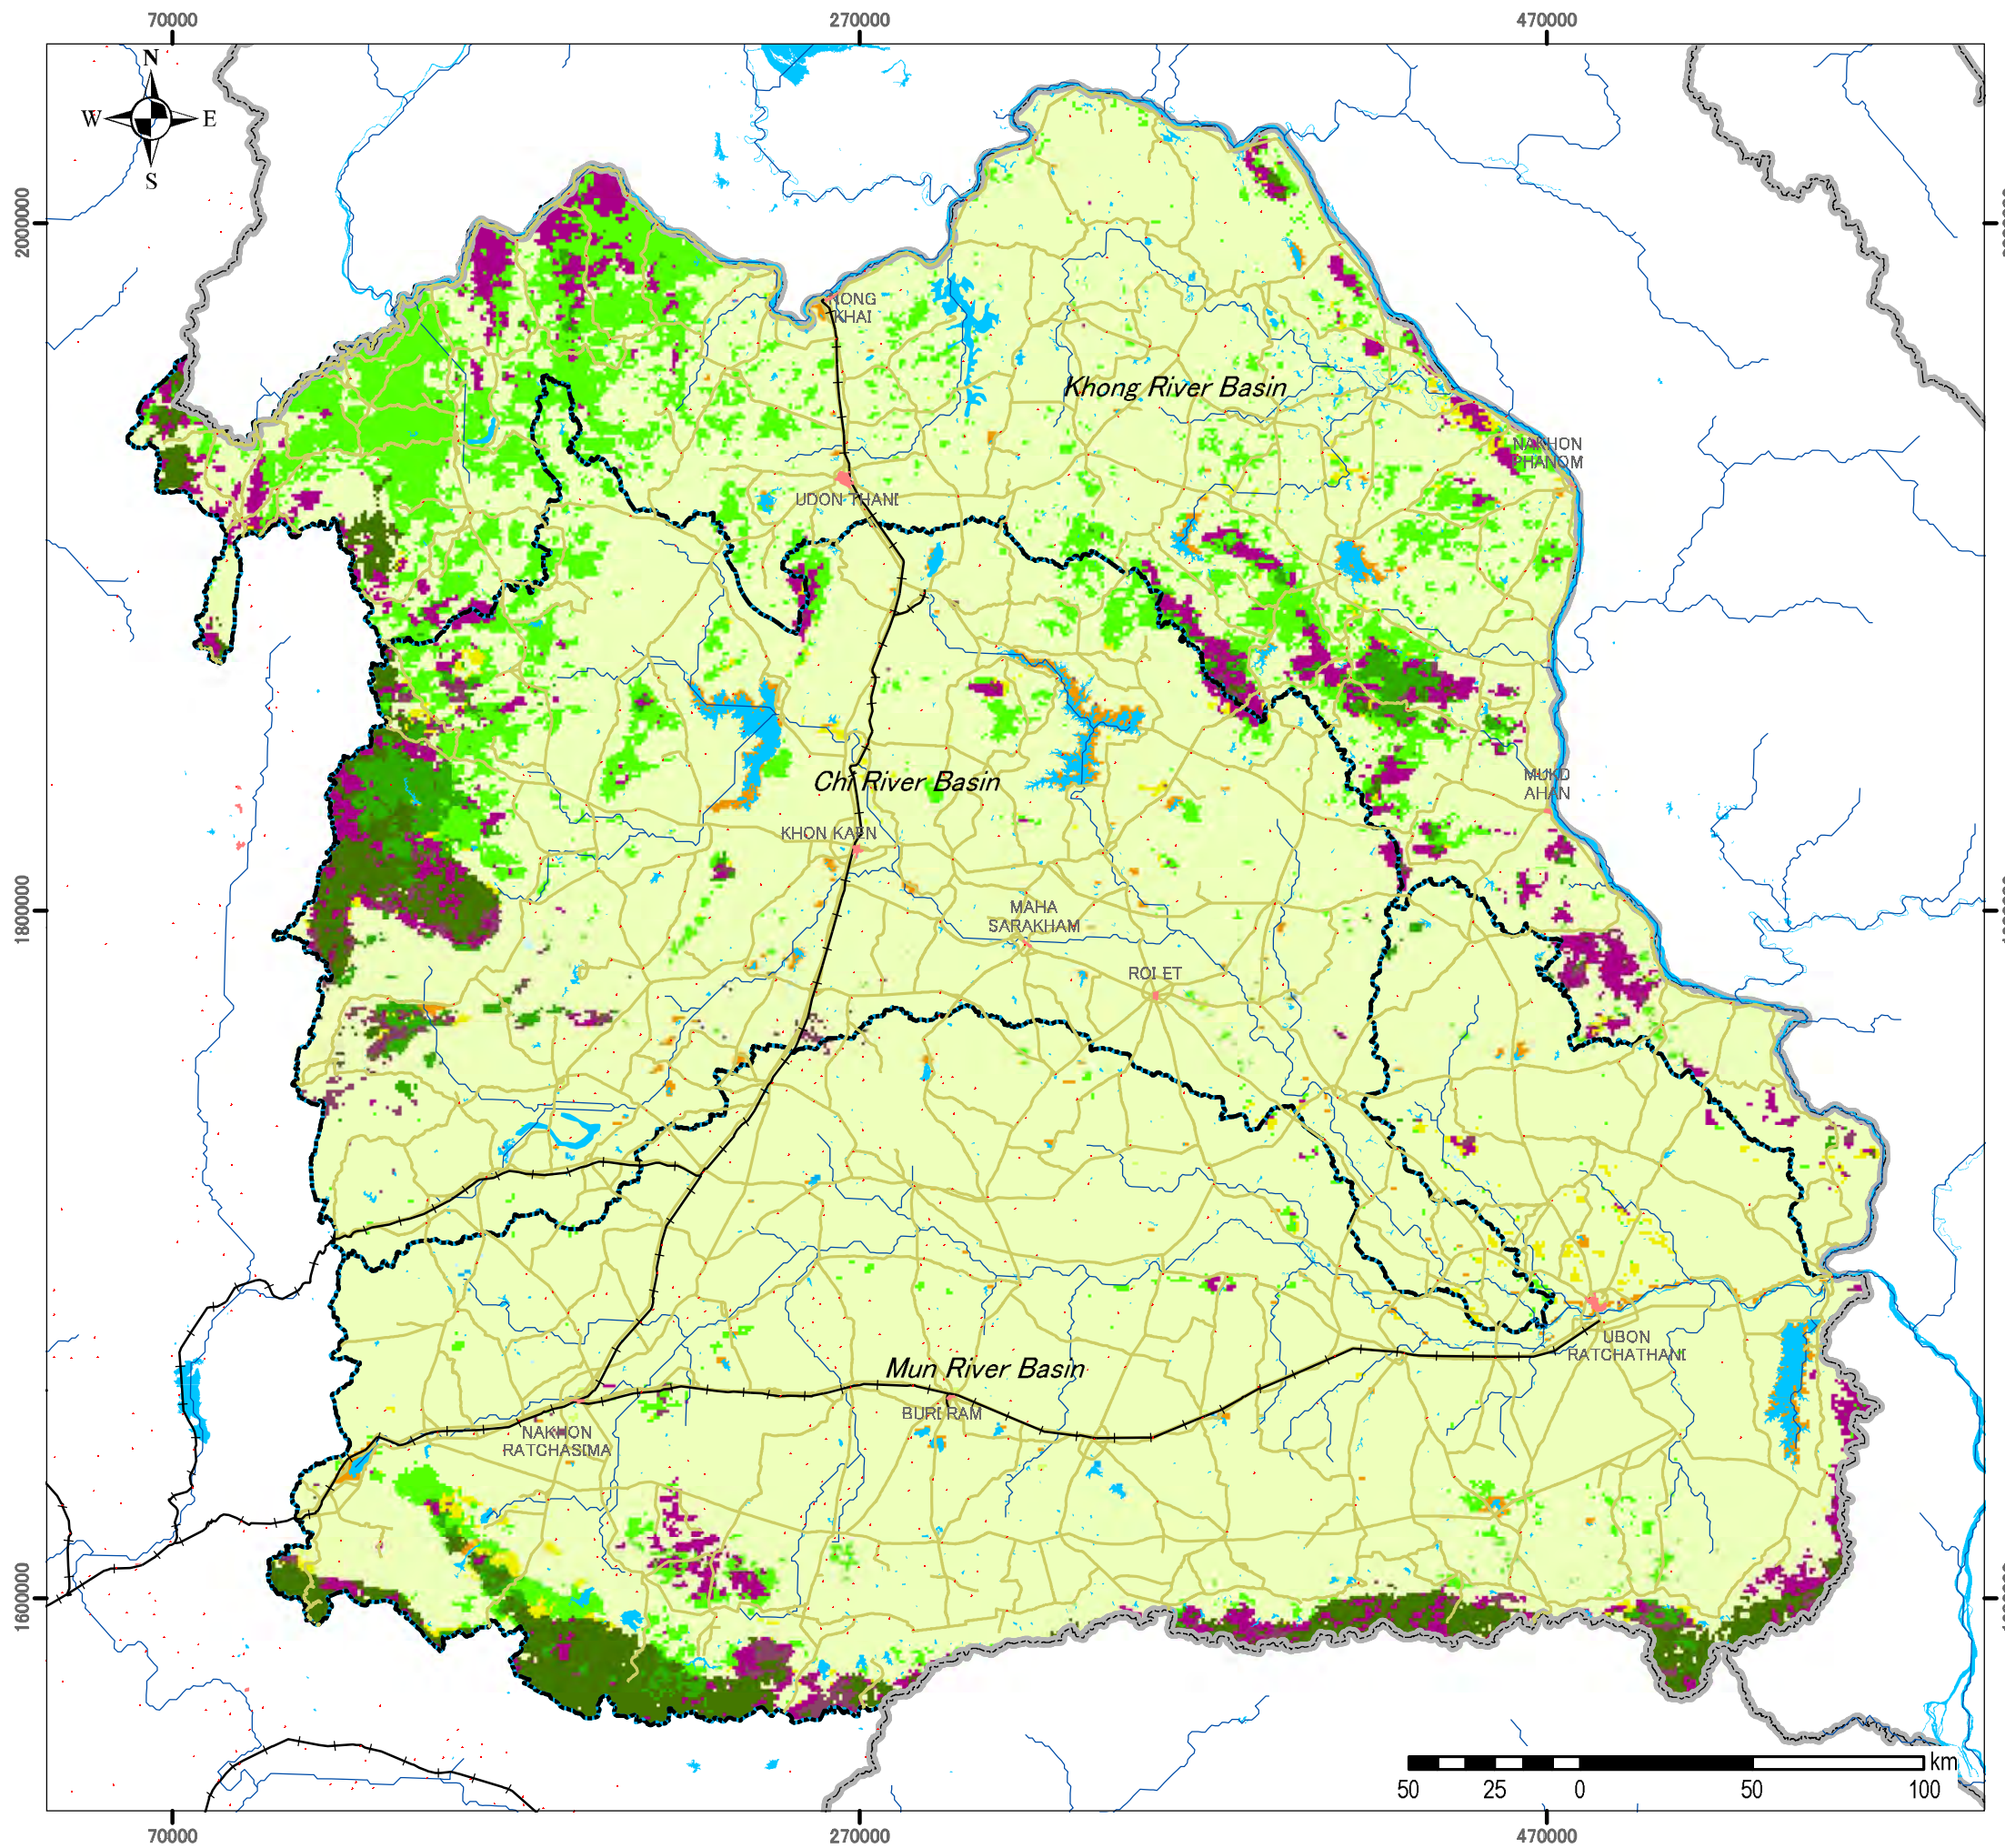 70000
270000
470000
N
W
E
S
2000000
NONG
KHAI
Khong River Basin
NAKHON
PHANOM
UDON THANI
Chi River Basin
MUKD
AHAN
KHON KAEN
1800000
MAHA
SARAKHAM
ROI ET
Mun River Basin
UBON
RATCHATHANI
BURI RAM
NAKHON
RATCHASIMA
1600000
km
50
25
0
50
100
70000
270000
470000